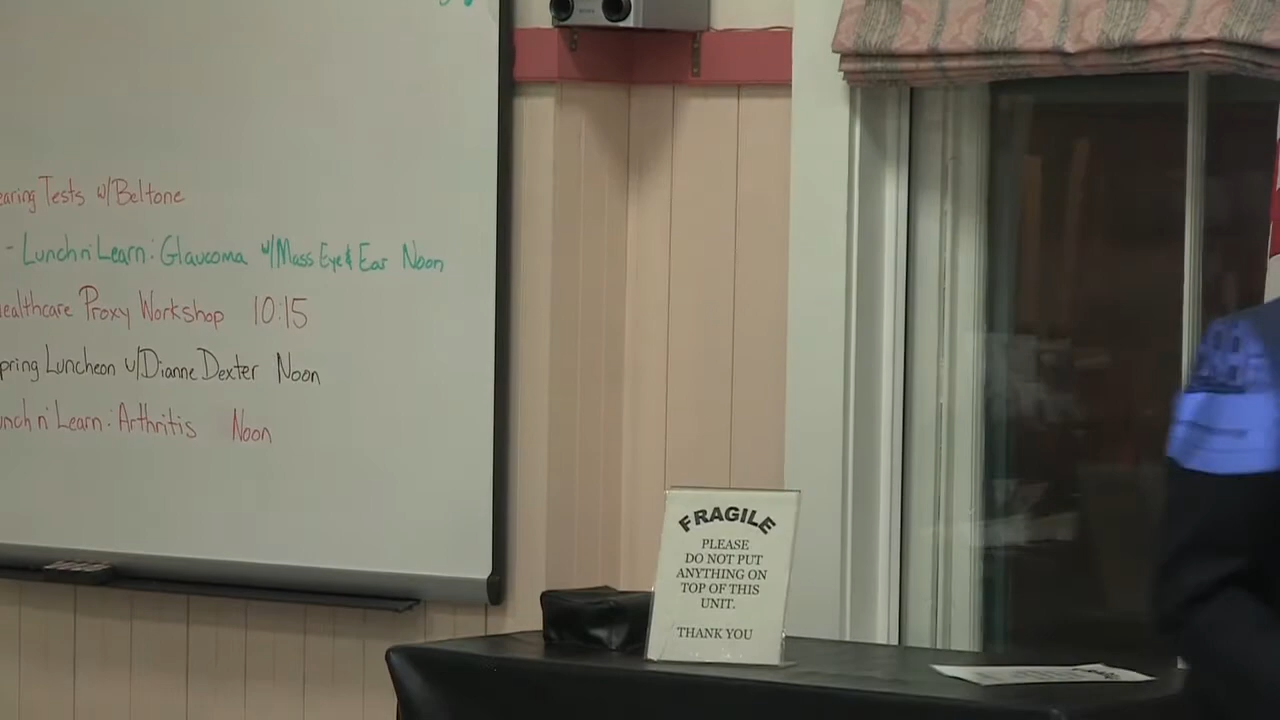 earing Tests w/Beltone
- Lunch n' Learn: Glaucoma w/Mass Eye & Ear Noon
ealthcare Proxy Workshop 10:15
pring Luncheon w/Dianne Dexter Noon
unch n' Learn: Arthritis Noon
FRAGILE
PLEASE
DO NOT PUT
ANYTHING ON
TOP OF THIS
UNIT.
THANK YOU